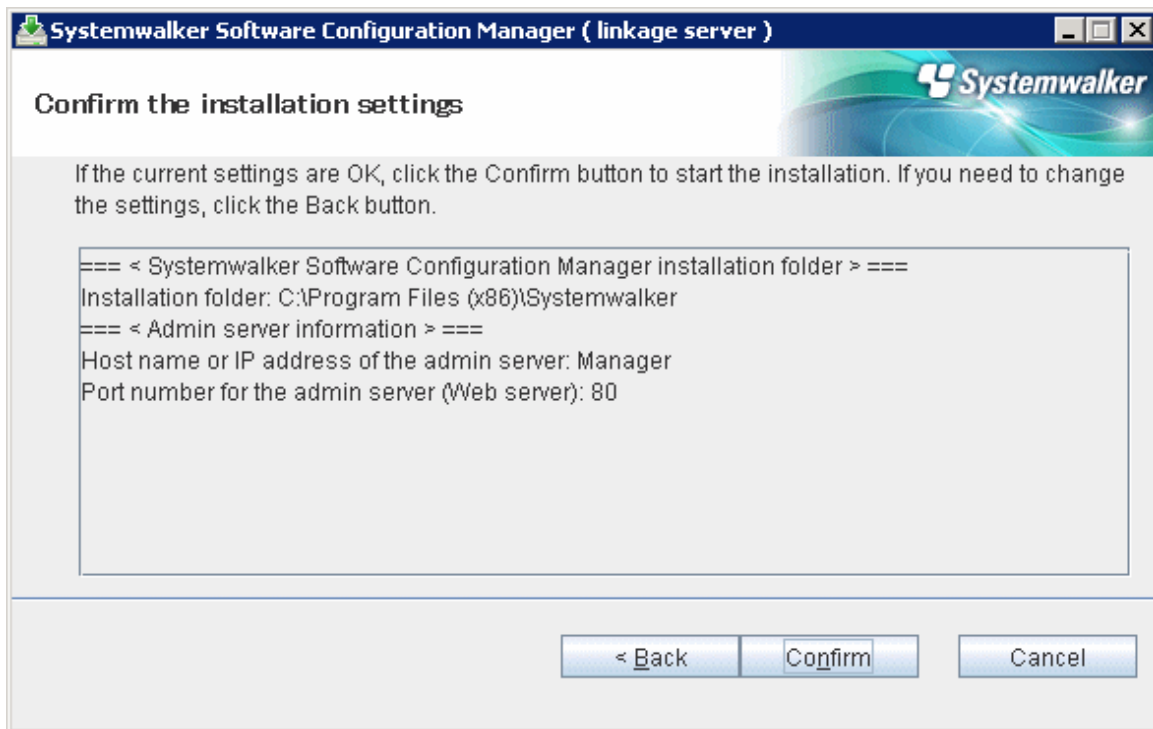 Systemwalker Software Configuration Manager ( linkage server )
Confirm the installation settings
Systemwalker
If the current settings are OK, click the Confirm button to start the installation. If you need to change
the settings, click the Back button.
=== < Systemwalker Software Configuration Manager installation folder > ===
Installation folder: C:\Program Files (x86)\Systemwalker
=== < Admin server information > ===
Host name or IP address of the admin server: Manager
Port number for the admin server (Web server): 80
< Back
Confirm
Cancel